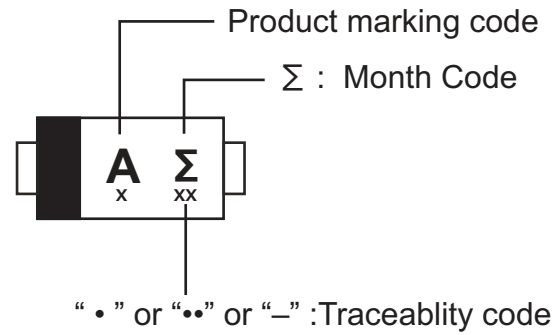 Product marking code
Σ : Month Code
A Σ
x xx
“ • ” or “••” or “–” :Traceablity code